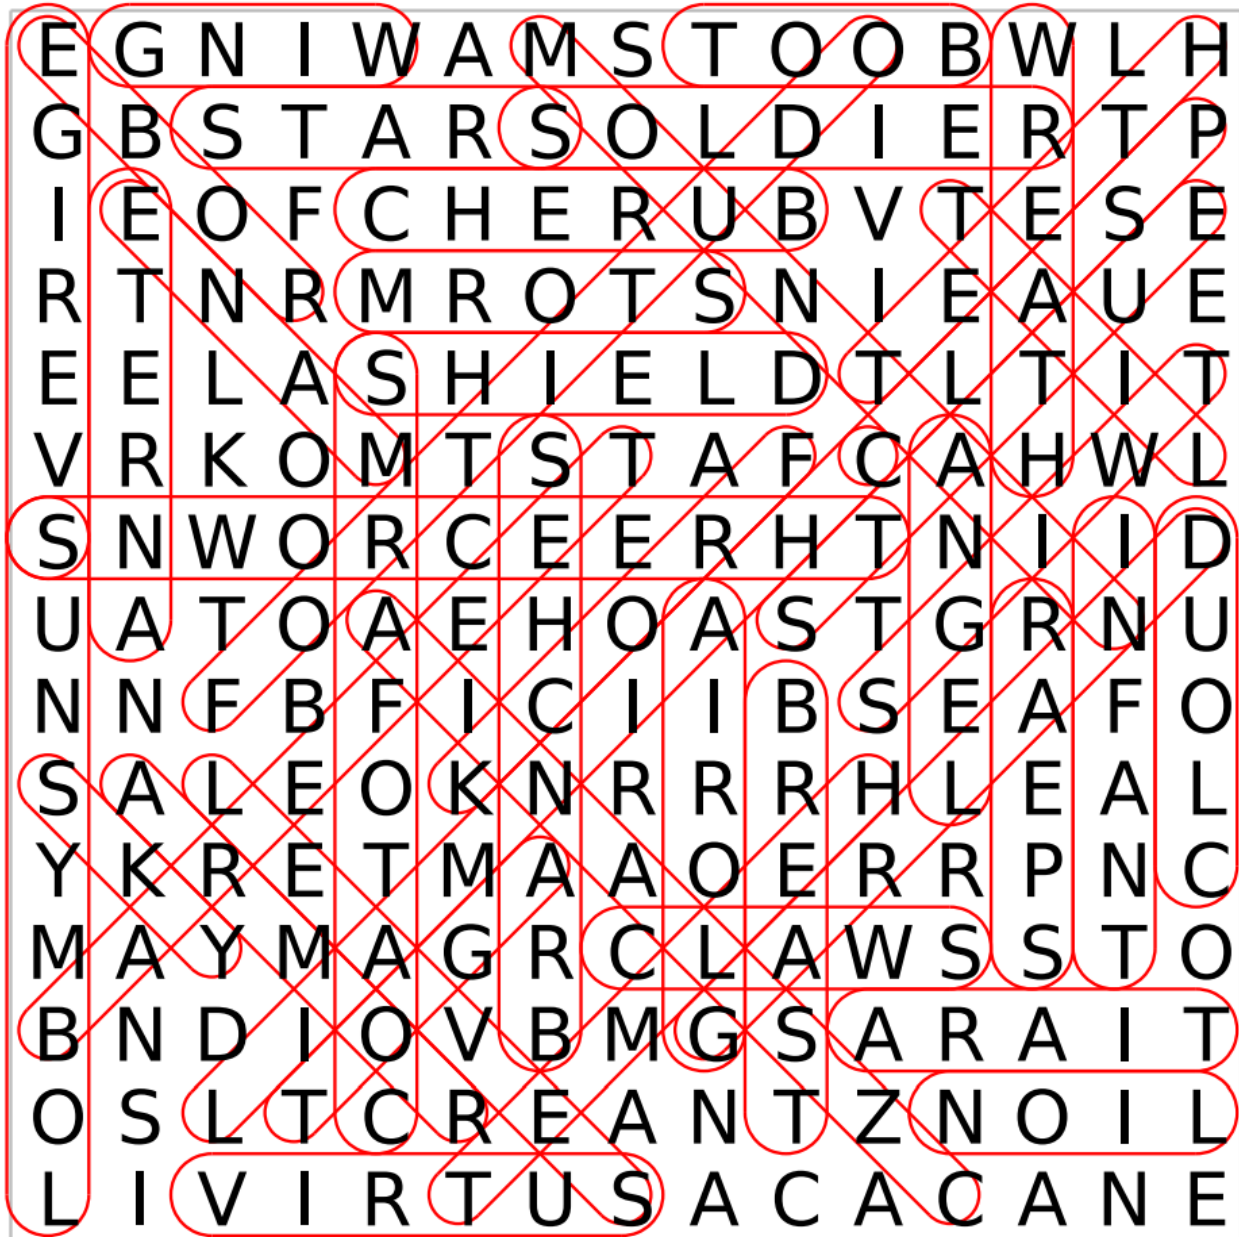 E G N I W A M S T O O B W L H
G B S T A R S O L D I E R T P
I E O F C H E R U B V T E S E
R T N R M R O T S N I E A U E
E E L A S H I E L D T L T I T
V R K O M T S T A F C A H W L
S N W O R C E E R H T N I I D
U A T O A E H O A S T G R N U
N N F B F I C I I B S E A F O
S A L E O K N R R R H L E A L
Y K R E T M A A O E R R P N C
M A Y M A G R C L A W S S T O
B N D I O V B M G S A R A I T
O S L T C R E A N T Z N O I L
L I V I R T U S A C A C A N E